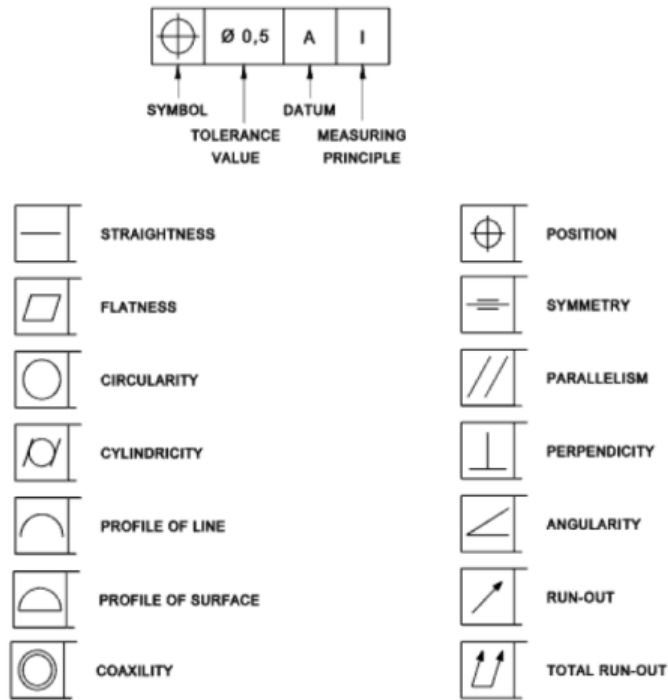 Ø 0,5 A I
SYMBOL DATUM
TOLERANCE MEASURING
VALUE PRINCIPLE
STRAIGHTNESS
FLATNESS
CIRCULARITY
CYLINDRICITY
PROFILE OF LINE
PROFILE OF SURFACE
COAXILITY
POSITION
SYMMETRY
PARALLELISM
PERPENDICITY
ANGULARITY
RUN-OUT
TOTAL RUN-OUT